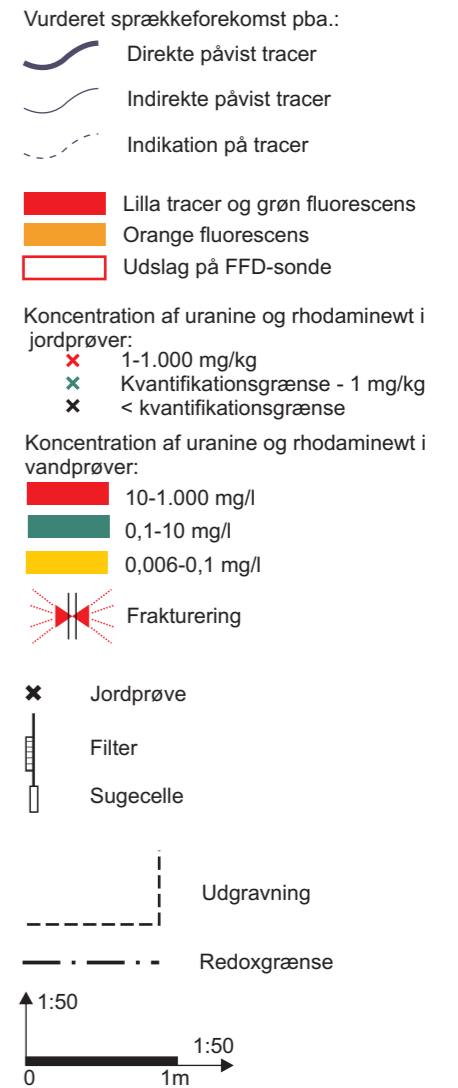 Vurderet sprækkeforekomst pba.:
Direkte påvist tracer
Indirekte påvist tracer
Indikation på tracer
Lilla tracer og grøn fluorescens
Orange fluorescens
Udslag på FFD-sonde
Koncentration af uranine og rhodaminewt i
jordprøver:
1-1.000 mg/kg
Kvantifikationsgrænse - 1 mg/kg
< kvantifikationsgrænse
Koncentration af uranine og rhodaminewt i
vandprøver:
10-1.000 mg/l
0,1-10 mg/l
0,006-0,1 mg/l
Frakturering
Jordprøve
Filter
Sugecelle
Udgravning
Redoxgrænse
1:50
1:50
0 1m